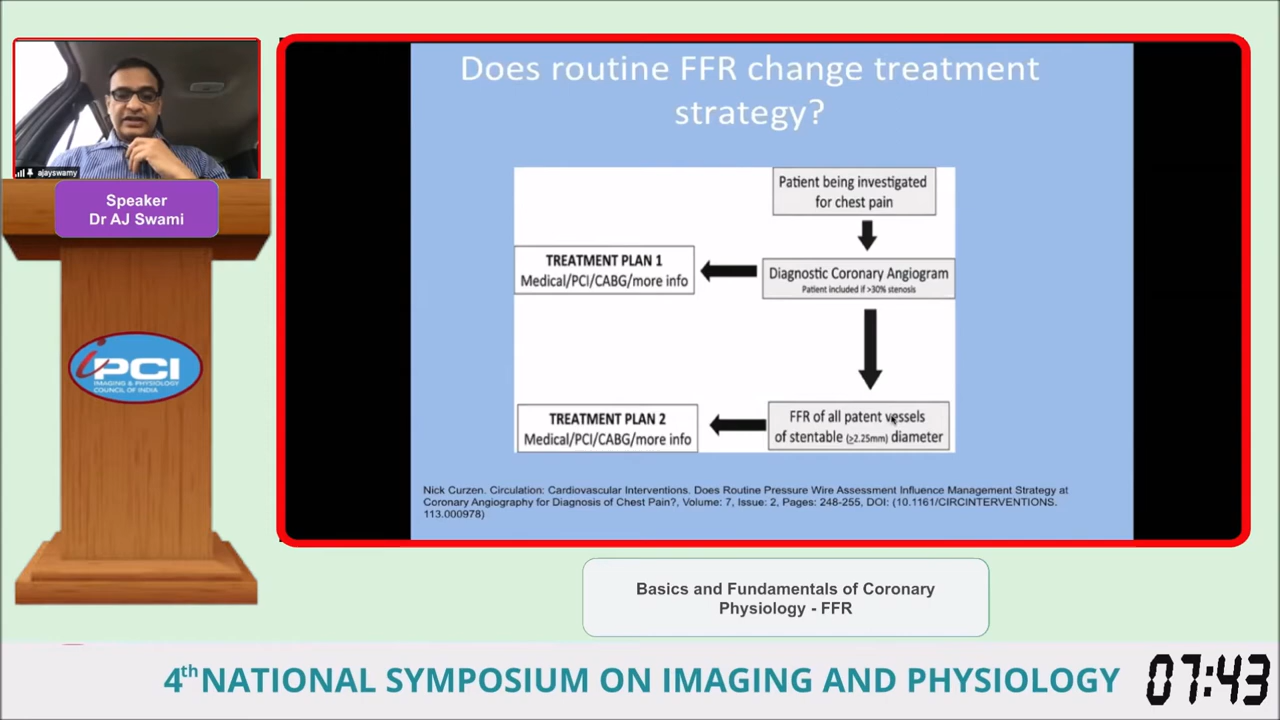 ajayswamy
Speaker
Dr AJ Swami
iPCI
IMAGING & PHYSIOLOGY
COUNCIL OF INDIA
Does routine FFR change treatment
strategy?
Patient being investigated
for chest pain
TREATMENT PLAN 1
Medical/PCI/CABG/more info
Diagnostic Coronary Angiogram
Patient included if >30% stenosis
TREATMENT PLAN 2
Medical/PCI/CABG/more info
FFR of all patent vessels
of stentable (≥2.25mm) diameter
Nick Curzen. Circulation: Cardiovascular Interventions. Does Routine Pressure Wire Assessment Influence Management Strategy at
Coronary Angiography for Diagnosis of Chest Pain?, Volume: 7, Issue: 2, Pages: 248-255, DOI: (10.1161/CIRCINTERVENTIONS.
113.000978)
Basics and Fundamentals of Coronary
Physiology - FFR
4th NATIONAL SYMPOSIUM ON IMAGING AND PHYSIOLOGY
07:43